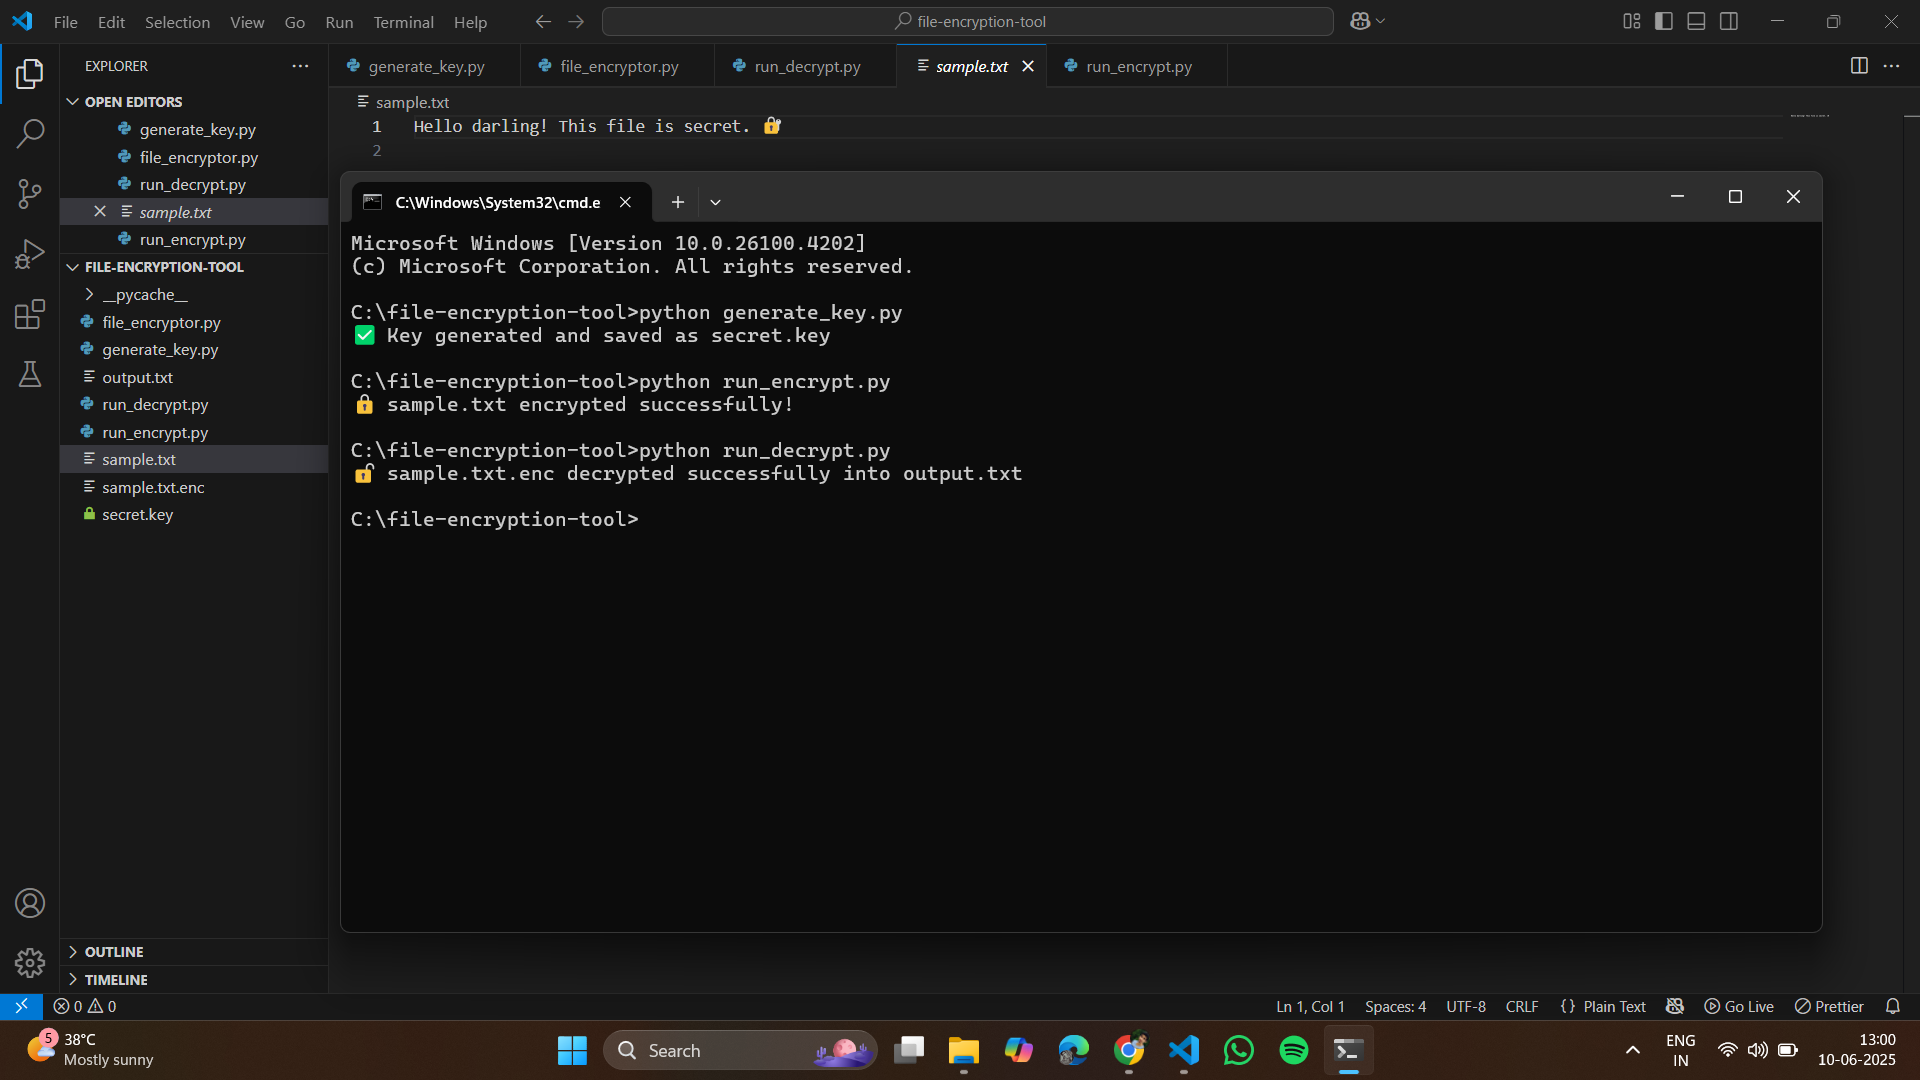 File Edit Selection View Go Run Terminal Help
file-encryption-tool
EXPLORER
OPEN EDITORS
generate_key.py
file_encryptor.py
run_decrypt.py
sample.txt
run_encrypt.py
FILE-ENCRYPTION-TOOL
__pycache__
file_encryptor.py
generate_key.py
output.txt
run_decrypt.py
run_encrypt.py
sample.txt
sample.txt.enc
secret.key
OUTLINE
TIMELINE
generate_key.py file_encryptor.py run_decrypt.py sample.txt run_encrypt.py
sample.txt
1 Hello darling! This file is secret. 🔐
2
C:\Windows\System32\cmd.e
Microsoft Windows [Version 10.0.26100.4202]
(c) Microsoft Corporation. All rights reserved.
C:\file-encryption-tool>python generate_key.py
✅ Key generated and saved as secret.key
C:\file-encryption-tool>python run_encrypt.py
🔒 sample.txt encrypted successfully!
C:\file-encryption-tool>python run_decrypt.py
🔓 sample.txt.enc decrypted successfully into output.txt
C:\file-encryption-tool>
0 0
Ln 1, Col 1 Spaces: 4 UTF-8 CRLF {} Plain Text Go Live Prettier
5
38°C
Mostly sunny
Search
ENG
IN
13:00
10-06-2025